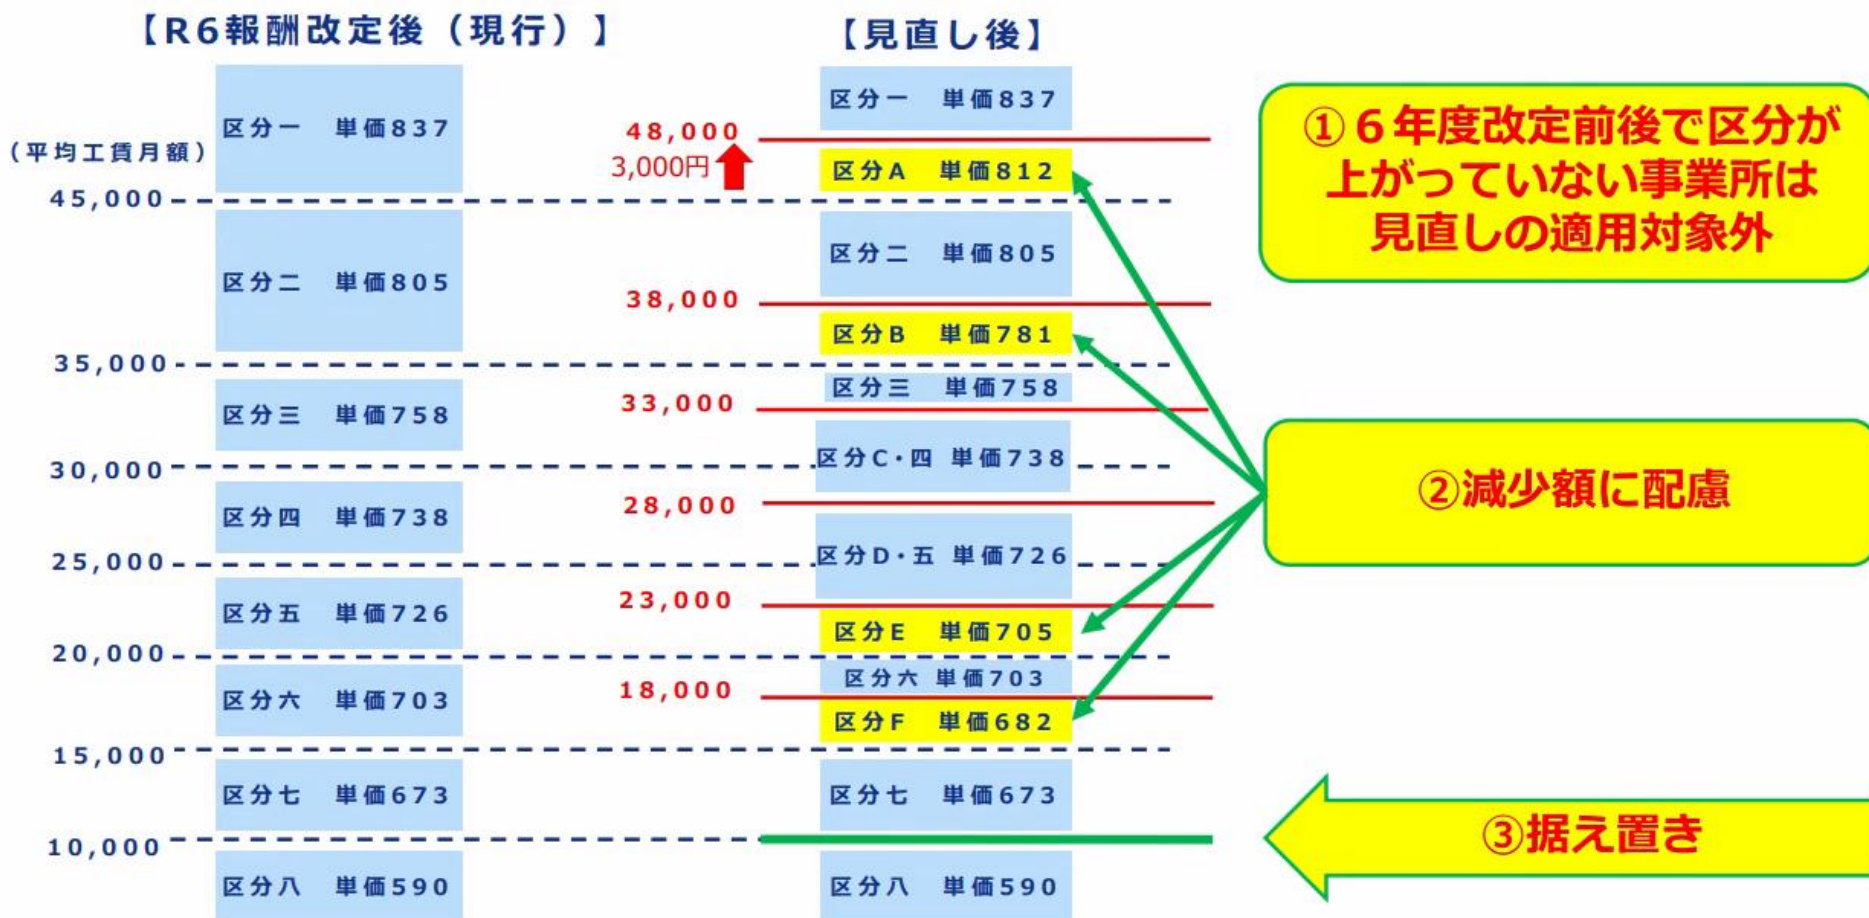 【R6報酬改定後（現行）】
（平均工賃月額）
区分一　単価837
45,000
区分二　単価805
35,000
区分三　単価758
30,000
区分四　単価738
25,000
区分五　単価726
20,000
区分六　単価703
15,000
区分七　単価673
10,000
区分八　単価590
【見直し後】
区分一　単価837
48,000
3,000円
区分A　単価812
区分二　単価805
38,000
区分B　単価781
区分三　単価758
33,000
区分C・四　単価738
28,000
区分D・五　単価726
23,000
区分E　単価705
区分六　単価703
18,000
区分F　単価682
区分七　単価673
区分八　単価590
①６年度改定前後で区分が
上がっていない事業所は
見直しの適用対象外
②減少額に配慮
③据え置き